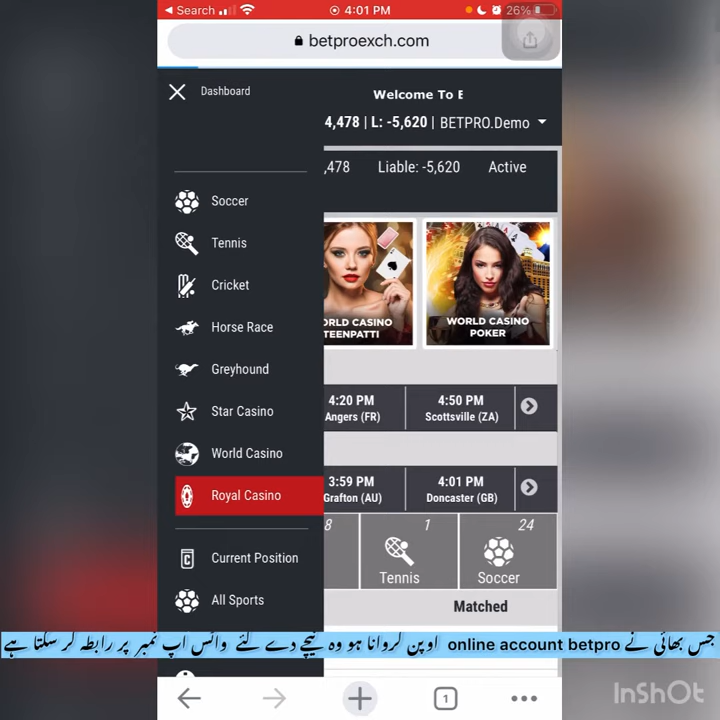 Search
4:01 PM
26%
betproexch.com
Dashboard
Welcome To B
4,478 | L: -5,620 | BETPRO.Demo
,478 Liable: -5,620 Active
Soccer
Tennis
Cricket
Horse Race
Greyhound
Star Casino
World Casino
Royal Casino
Current Position
All Sports
ORLD CASINO
TEENPATTI
WORLD CASINO
POKER
4:20 PM
Angers (FR)
4:50 PM
Scottsville (ZA)
3:59 PM
Grafton (AU)
4:01 PM
Doncaster (GB)
8
1
Tennis
24
Soccer
Matched
جس بھائی نے online account betpro اوپن کروانا ہو وہ نیچے دے لئے وائس اپ نمبر پر رابطہ کر سکتا ہے
1
InShOt